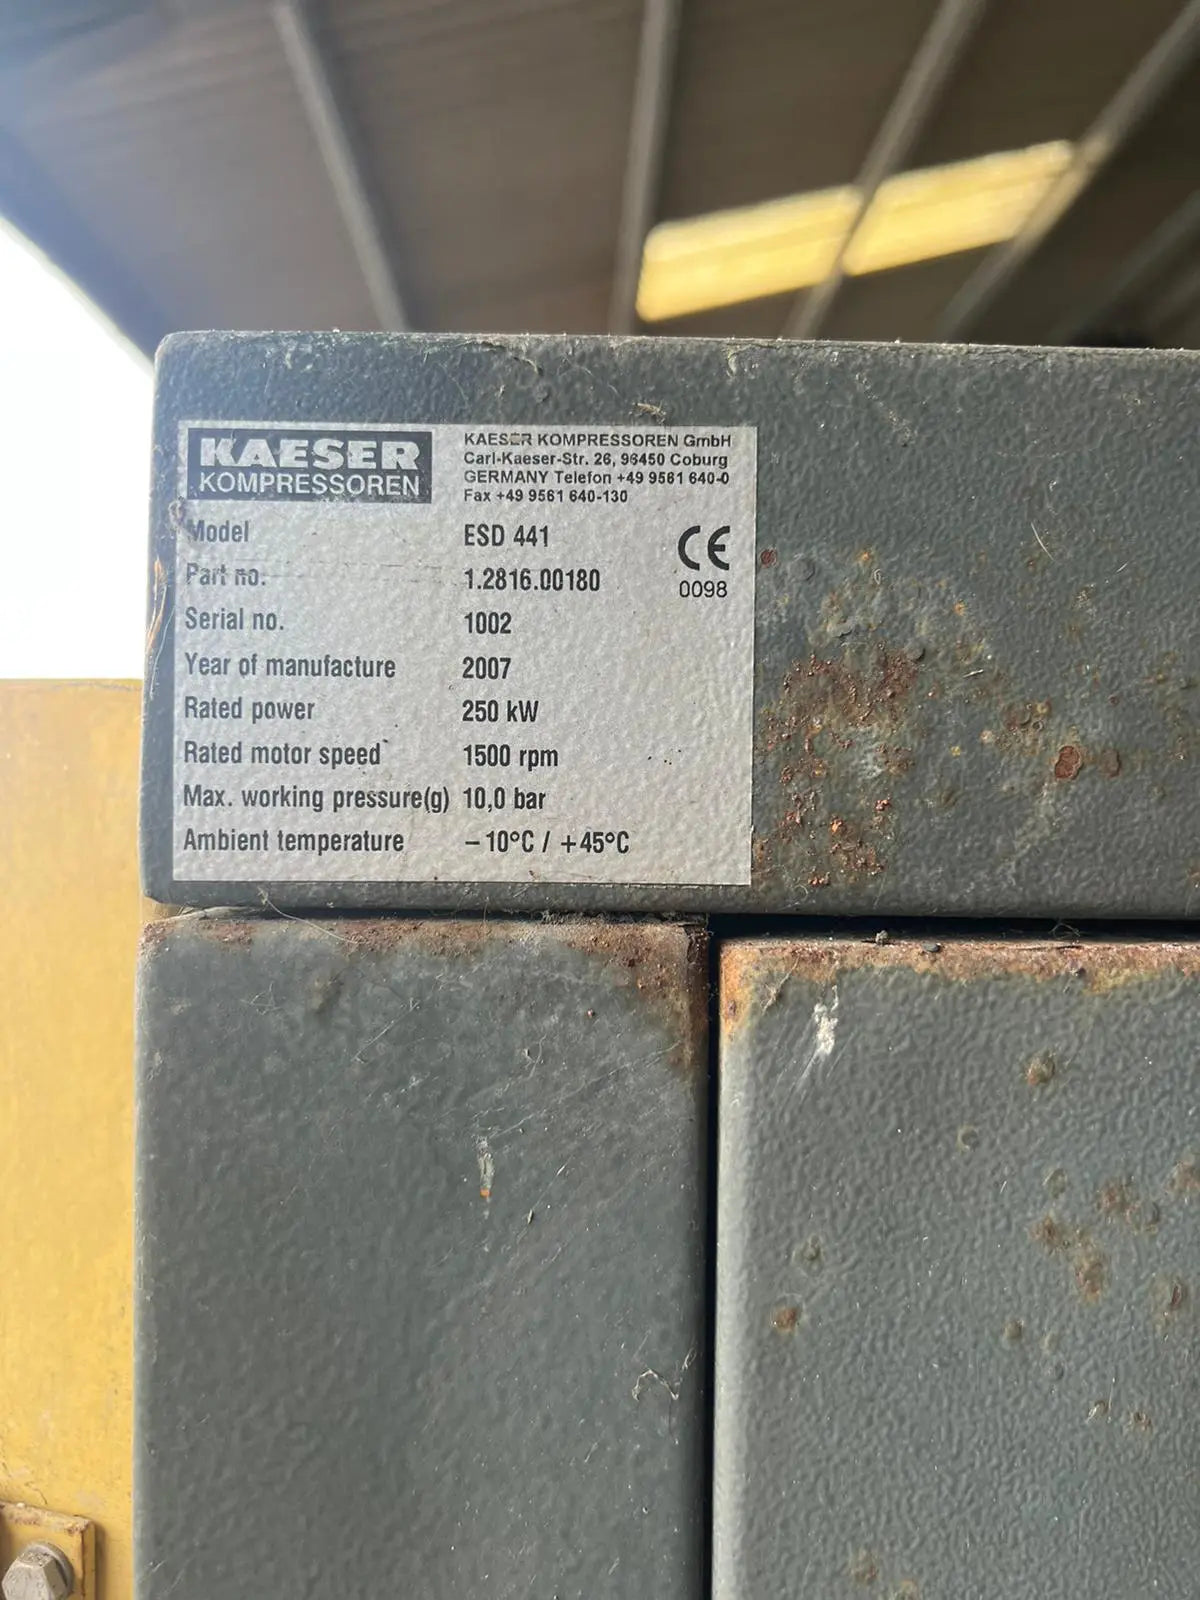 KAESER
KOMPRESSOREN
KAESER KOMPRESSOREN GmbH
Carl-Kaeser-Str. 26, 96450 Coburg
GERMANY Telefon +49 9561 640-0
Fax +49 9561 640-130
Model ESD 441
Part no. 1.2816.00180
CE
0098
Serial no. 1002
Year of manufacture 2007
Rated power 250 kW
Rated motor speed 1500 rpm
Max. working pressure(g) 10,0 bar
Ambient temperature –10°C / +45°C